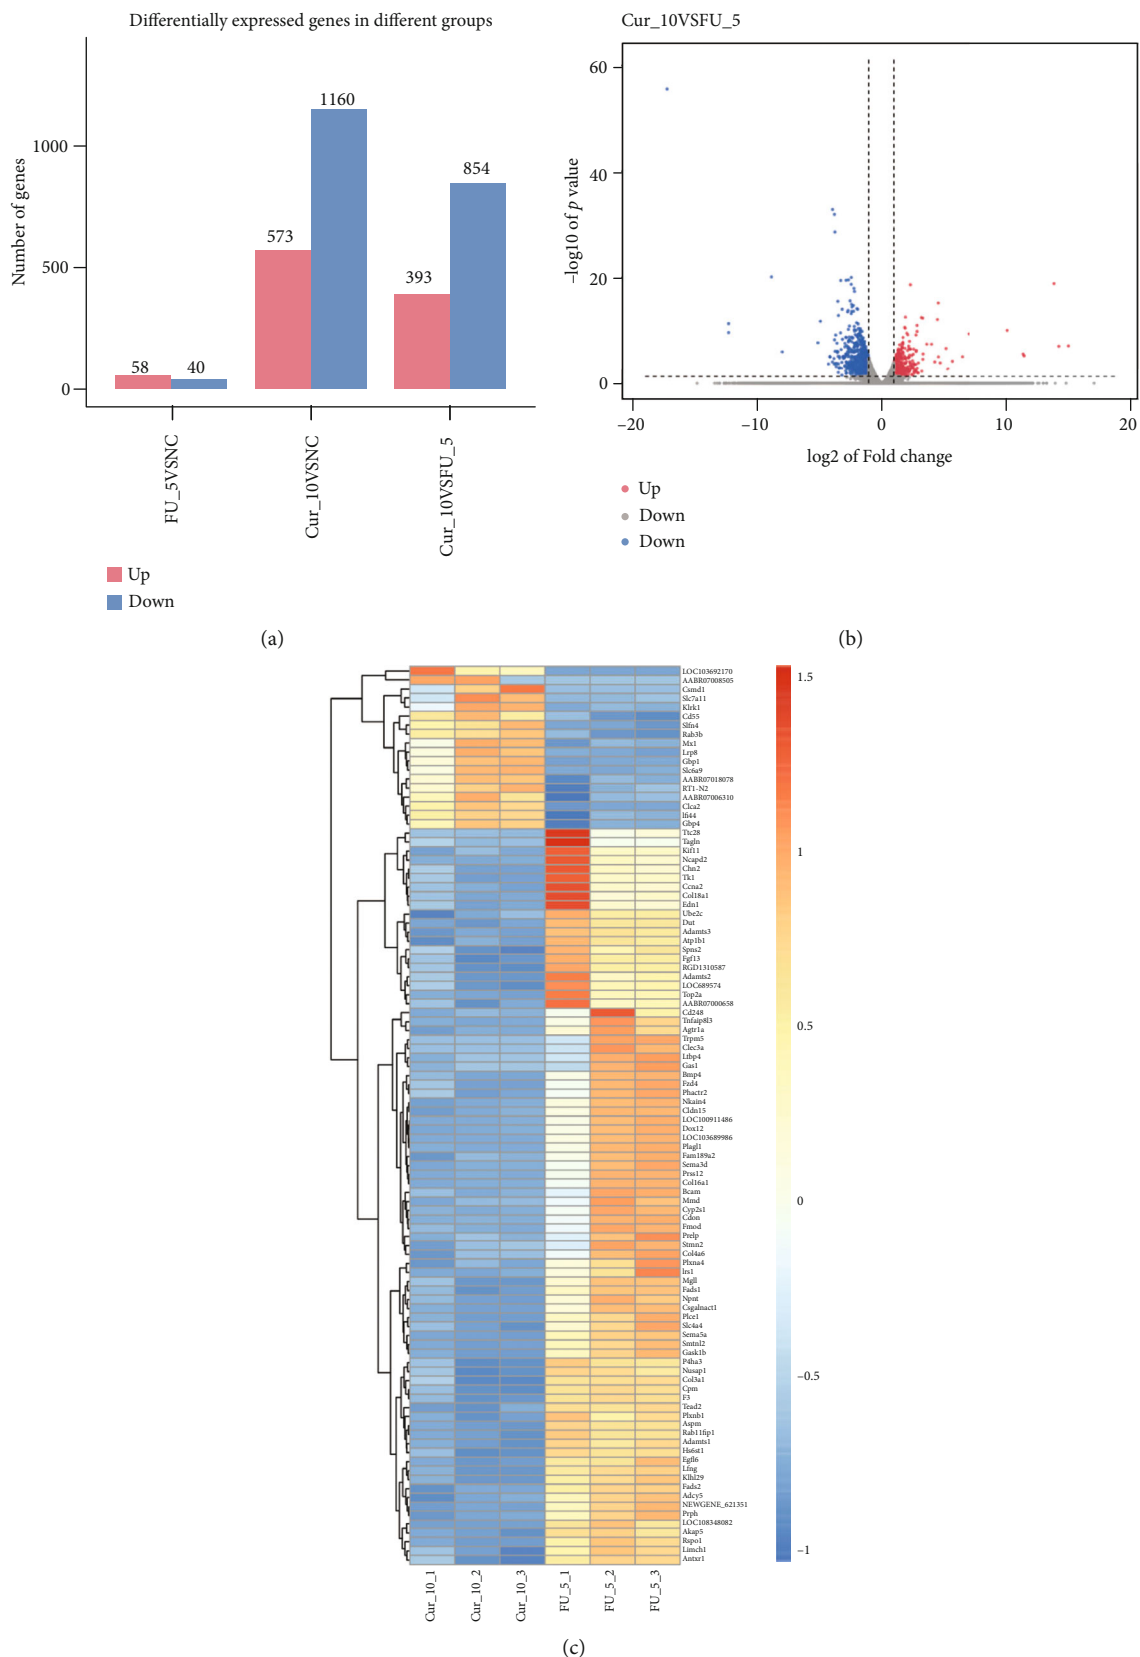 Differentially expressed genes in different groups
Number of genes
1000
500
0
58
40
573
1160
393
854
FU_5VSNC
Cur_10VSNC
Cur_10VSFU_5
Up
Down
(a)
Cur_10VSFU_5
–log10 of p value
60
40
20
0
–20
–10
0
10
20
log2 of Fold change
Up
Down
Down
(b)
LOC103692170
AABR07008505
Csmd1
Slc7a11
Klrk1
Cd55
Slfn4
Rab3b
Mx1
Lrp8
Gbp1
Slc6a9
AABR07018078
RT1-N2
AABR07006310
Clca2
lfi44
Gbp4
Ttc28
Tagln
Kif11
Ncapd2
Chn2
Tk1
Ccna2
Col18a1
Edn1
Ube2c
Dut
Adamts3
Atp1b1
Spns2
Fgf13
RGD1310587
Adamts2
LOC689574
Top2a
AABR07000658
Cd248
Tnfaip8l3
Agtr1a
Trpm5
Clec3a
Ltbp4
Gas1
Bmp4
Fzd4
Phactr2
Nkain4
Cldn15
LOC100911486
Dox12
LOC103689986
Plagl1
Fam189a2
Sema3d
Prss12
Col16a1
Bcam
Mmd
Cyp2s1
Cdon
Fmod
Prelp
Stmn2
Col4a6
Plxna4
lrs1
Mgll
Fads1
Npnt
Csgalnact1
Plce1
Slc4a4
Sema5a
Smtnl2
Gask1b
P4ha3
Nusap1
Col3a1
Cpm
F3
Tead2
Plxnb1
Aspm
Rab11fip1
Adamts1
Hs6st1
Egfl6
Lfng
Klhl29
Fads2
Adcy5
NEWGENE_621351
Prph
LOC108348082
Akap5
Rspo1
Limch1
Antxr1
1.5
1
0.5
0
–0.5
–1
Cur_10_1
Cur_10_2
Cur_10_3
FU_5_1
FU_5_2
FU_5_3
(c)